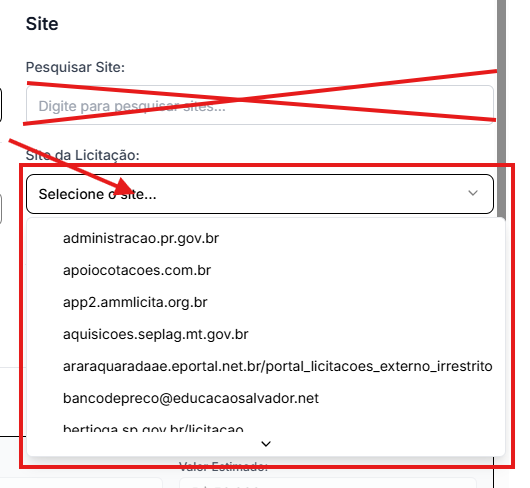 Site
Pesquisar Site:
Digite para pesquisar sites...
Site da Licitação:
Selecione o site...
administracao.pr.gov.br
apoiocotacoes.com.br
app2.ammlicita.org.br
aquisicoes.seplag.mt.gov.br
araraquaradaae.eportal.net.br/portal_licitacoes_externo_irrestrito
bancodepreco@educacaosalvador.net
bertioga.sp.gov.br/licitacao
Valor Estimado: